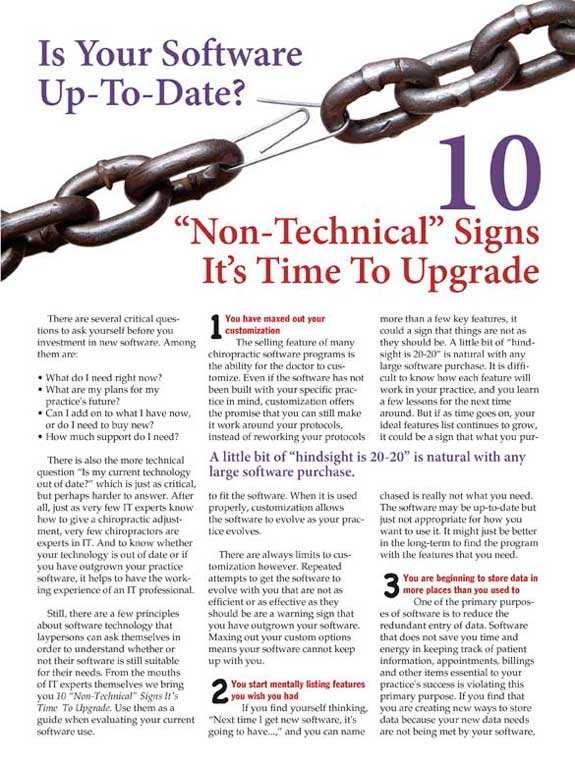 Is Your Software
Up-To-Date?
10
“Non-Technical” Signs
It’s Time To Upgrade
There are several critical ques-
tions to ask yourself before you
investment in new software. Among
them are:
• What do I need right now?
• What are my plans for my
practice's future?
• Can I add on to what I have now,
or do I need to buy new?
• How much support do I need?
There is also the more technical
question “Is my current technology
out of date?” which is just as critical,
but perhaps harder to answer. After
all, just as very few IT experts know
how to give a chiropractic adjust-
ment, very few chiropractors are
experts in IT. And to know whether
your technology is out of date or if
you have outgrown your practice
software, it helps to have the work-
ing experience of an IT professional.
Still, there are a few principles
about software technology that
laypersons can ask themselves in
order to understand whether or
not their software is still suitable
for their needs. From the mouths
of IT experts themselves we bring
you 10 “Non-Technical” Signs It's
Time To Upgrade. Use them as a
guide when evaluating your current
software use.
1 You have maxed out your
customization
The selling feature of many
chiropractic software programs is
the ability for the doctor to cus-
tomize. Even if the software has not
been built with your specific prac-
tice in mind, customization offers
the promise that you can still make
it work around your protocols,
instead of reworking your protocols
A little bit of “hindsight is 20-20” is natural with any
large software purchase.
to fit the software. When it is used
properly, customization allows
the software to evolve as your prac-
tice evolves.
There are always limits to cus-
tomization however. Repeated
attempts to get the software to
evolve with you that are not as
efficient or as effective as they
should be are a warning sign that
you have outgrown your software.
Maxing out your custom options
means your software cannot keep
up with you.
2 You start mentally listing features
you wish you had
If you find yourself thinking,
“Next time I get new software, it's
going to have...,” and you can name
more than a few key features, it
could a sign that things are not as
they should be. A little bit of “hind-
sight is 20-20” is natural with any
large software purchase. It is diffi-
cult to know how each feature will
work in your practice, and you learn
a few lessons for the next time
around. But if as time goes on, your
ideal features list continues to grow,
it could be a sign that what you pur-
chased is really not what you need.
The software may be up-to-date but
just not appropriate for how you
want to use it. It might just be better
in the long-term to find the program
with the features that you need.
3 You are beginning to store data in
more places than you used to
One of the primary purpos-
es of software is to reduce the
redundant entry of data. Software
that does not save you time and
energy in keeping track of patient
information, appointments, billings
and other items essential to your
practice's success is violating this
primary purpose. If you find that
you are creating new ways to store
data because your new data needs
are not being met by your software,